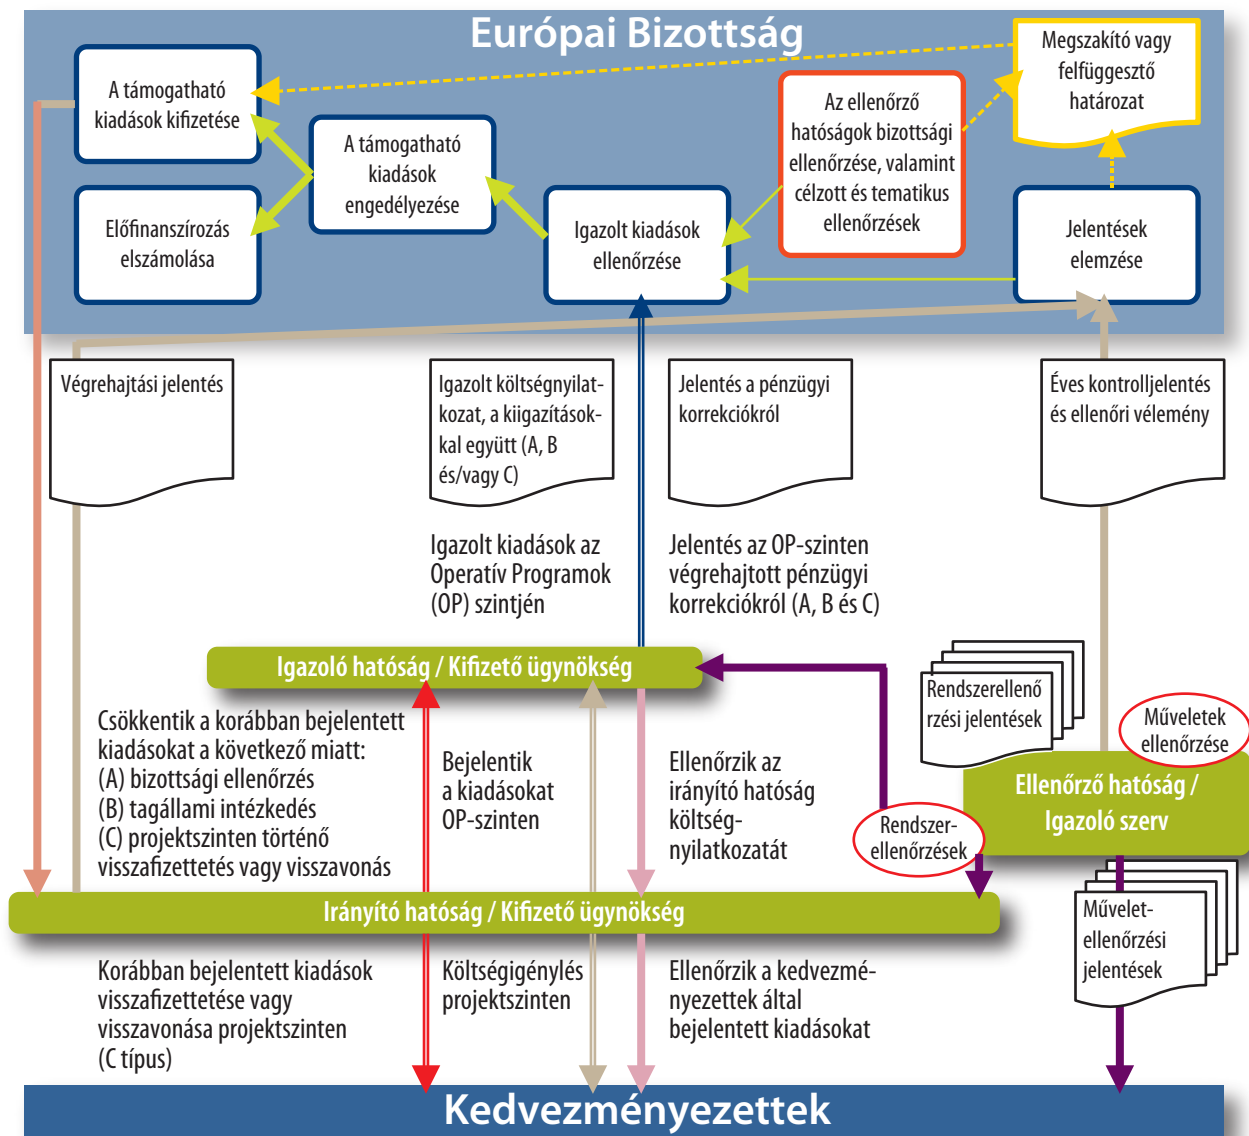 Európai Bizottság
A támogatható
kiadások kifizetése
A támogatható
kiadások
engedélyezése
Előfinanszírozás
elszámolása
Igazolt kiadások
ellenőrzése
Az ellenőrző
hatóságok bizottsági
ellenőrzése, valamint
célzott és tematikus
ellenőrzések
Megszakító vagy
felfüggesztő
határozat
Jelentések
elemzése
Végrehajtási jelentés
Igazolt költségnyilat-
kozat, a kiigazítások-
kal együtt (A, B
és/vagy C)
Jelentés a pénzügyi
korrekciókról
Éves kontrolljelentés
és ellenőri vélemény
Igazolt kiadások az
Operatív Programok
(OP) szintjén
Jelentés az OP-szinten
végrehajtott pénzügyi
korrekciókról (A, B és C)
Igazoló hatóság / Kifizető ügynökség
Rendszerellenő
rzési jelentések
Műveletek
ellenőrzése
Ellenőrző hatóság /
Igazoló szerv
Csökkentik a korábban bejelentett
kiadásokat a következő miatt:
(A) bizottsági ellenőrzés
(B) tagállami intézkedés
(C) projektszinten történő
visszafizettetés vagy visszavonás
Bejelentik
a kiadásokat
OP-szinten
Ellenőrzik az
irányító hatóság
költség-
nyilatkozatát
Rendszer-
ellenőrzések
Irányító hatóság / Kifizető ügynökség
Művelet-
ellenőrzési
jelentések
Korábban bejelentett kiadások
visszafizettetése vagy
visszavonása projektszinten
(C típus)
Költségigénylés
projektszinten
Ellenőrzik a kedvezmé-
nyezettek által
bejelentett kiadásokat
Kedvezményezettek